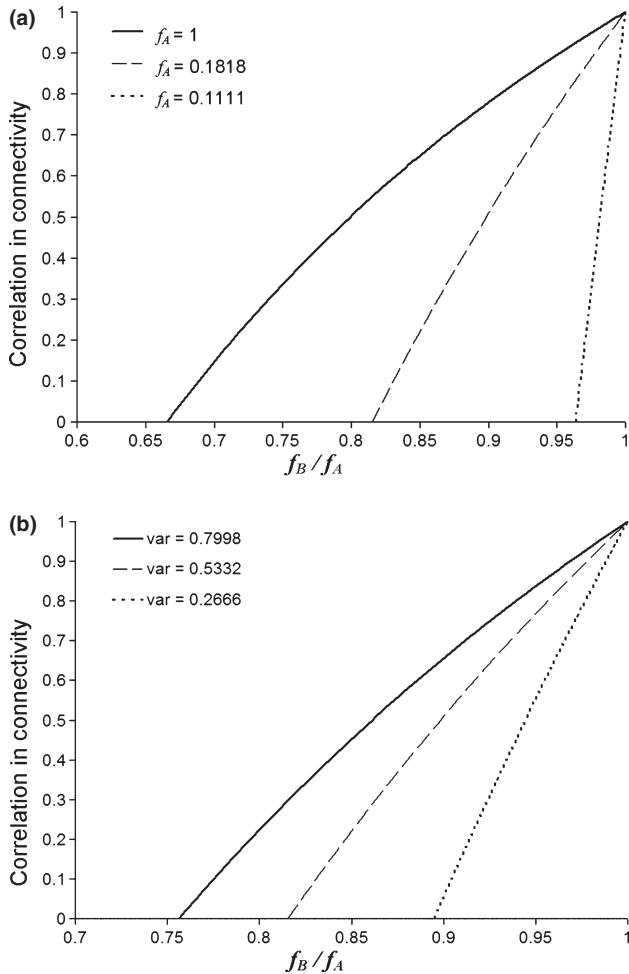 (a)
Correlation in connectivity
1
0.9
0.8
0.7
0.6
0.5
0.4
0.3
0.2
0.1
0
f_A = 1
f_A = 0.1818
f_A = 0.1111
0.6 0.65 0.7 0.75 0.8 0.85 0.9 0.95 1
f_B / f_A
(b)
Correlation in connectivity
1
0.9
0.8
0.7
0.6
0.5
0.4
0.3
0.2
0.1
0
var = 0.7998
var = 0.5332
var = 0.2666
0.7 0.75 0.8 0.85 0.9 0.95 1
f_B / f_A